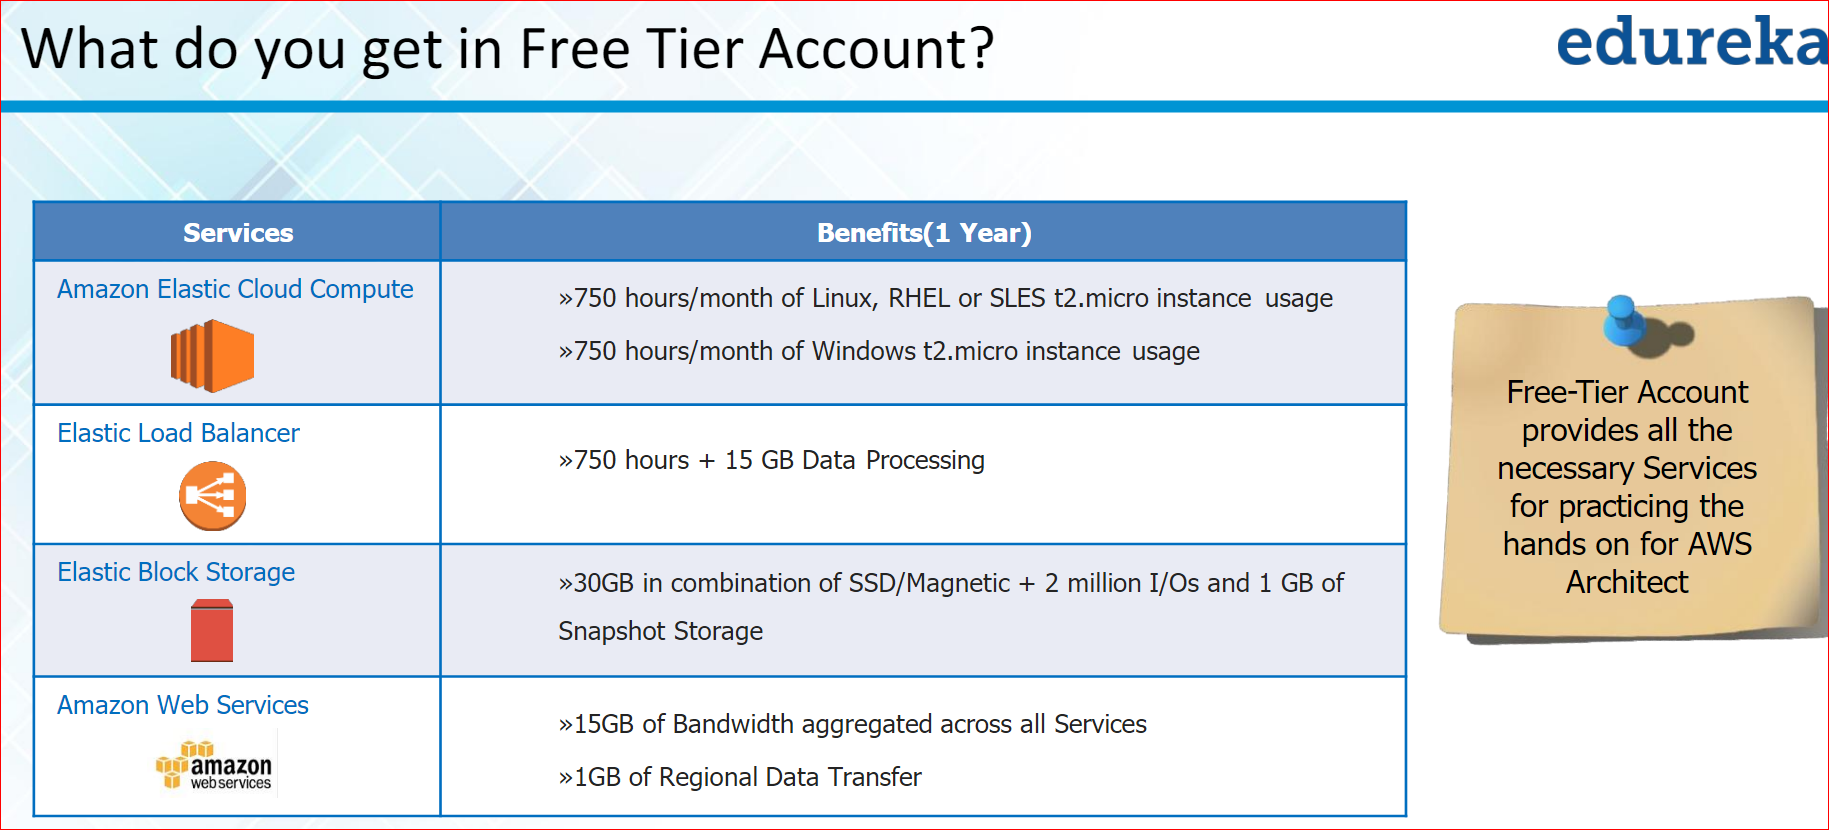 What do you get in Free Tier Account?
edureka
Services
Benefits(1 Year)
Amazon Elastic Cloud Compute
»750 hours/month of Linux, RHEL or SLES t2.micro instance usage
»750 hours/month of Windows t2.micro instance usage
Elastic Load Balancer
»750 hours + 15 GB Data Processing
Elastic Block Storage
»30GB in combination of SSD/Magnetic + 2 million I/Os and 1 GB of
Snapshot Storage
Amazon Web Services
amazon
webservices
»15GB of Bandwidth aggregated across all Services
»1GB of Regional Data Transfer
Free-Tier Account
provides all the
necessary Services
for practicing the
hands on for AWS
Architect